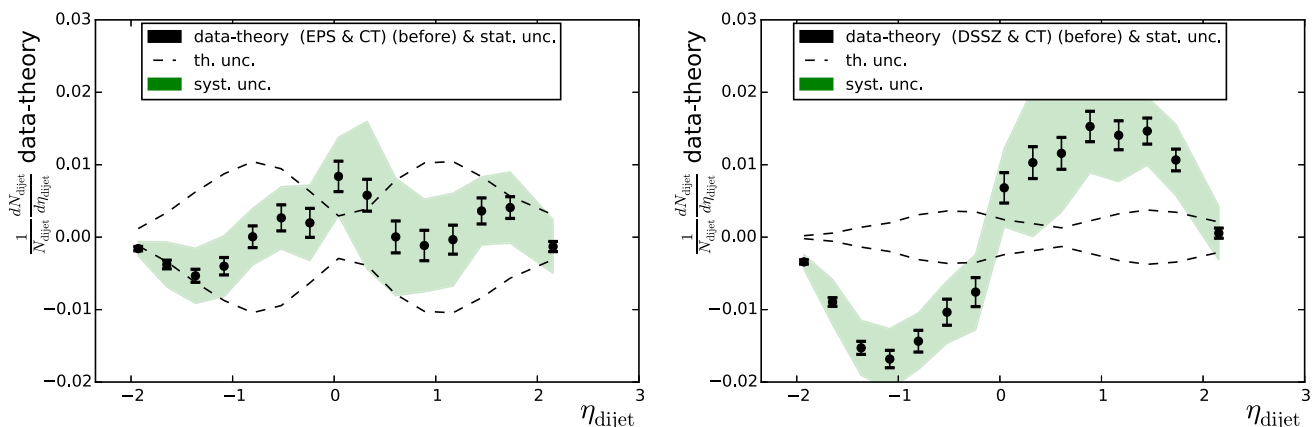 0.03
0.02
0.01
0.00
−0.01
−0.02
1/N_dijet dN_dijet/dη_dijet data-theory
data-theory (EPS & CT) (before) & stat. unc.
th. unc.
syst. unc.
−2 −1 0 1 2 3
η_dijet
0.03
0.02
0.01
0.00
−0.01
−0.02
1/N_dijet dN_dijet/dη_dijet data-theory
data-theory (DSSZ & CT) (before) & stat. unc.
th. unc.
syst. unc.
−2 −1 0 1 2 3
η_dijet